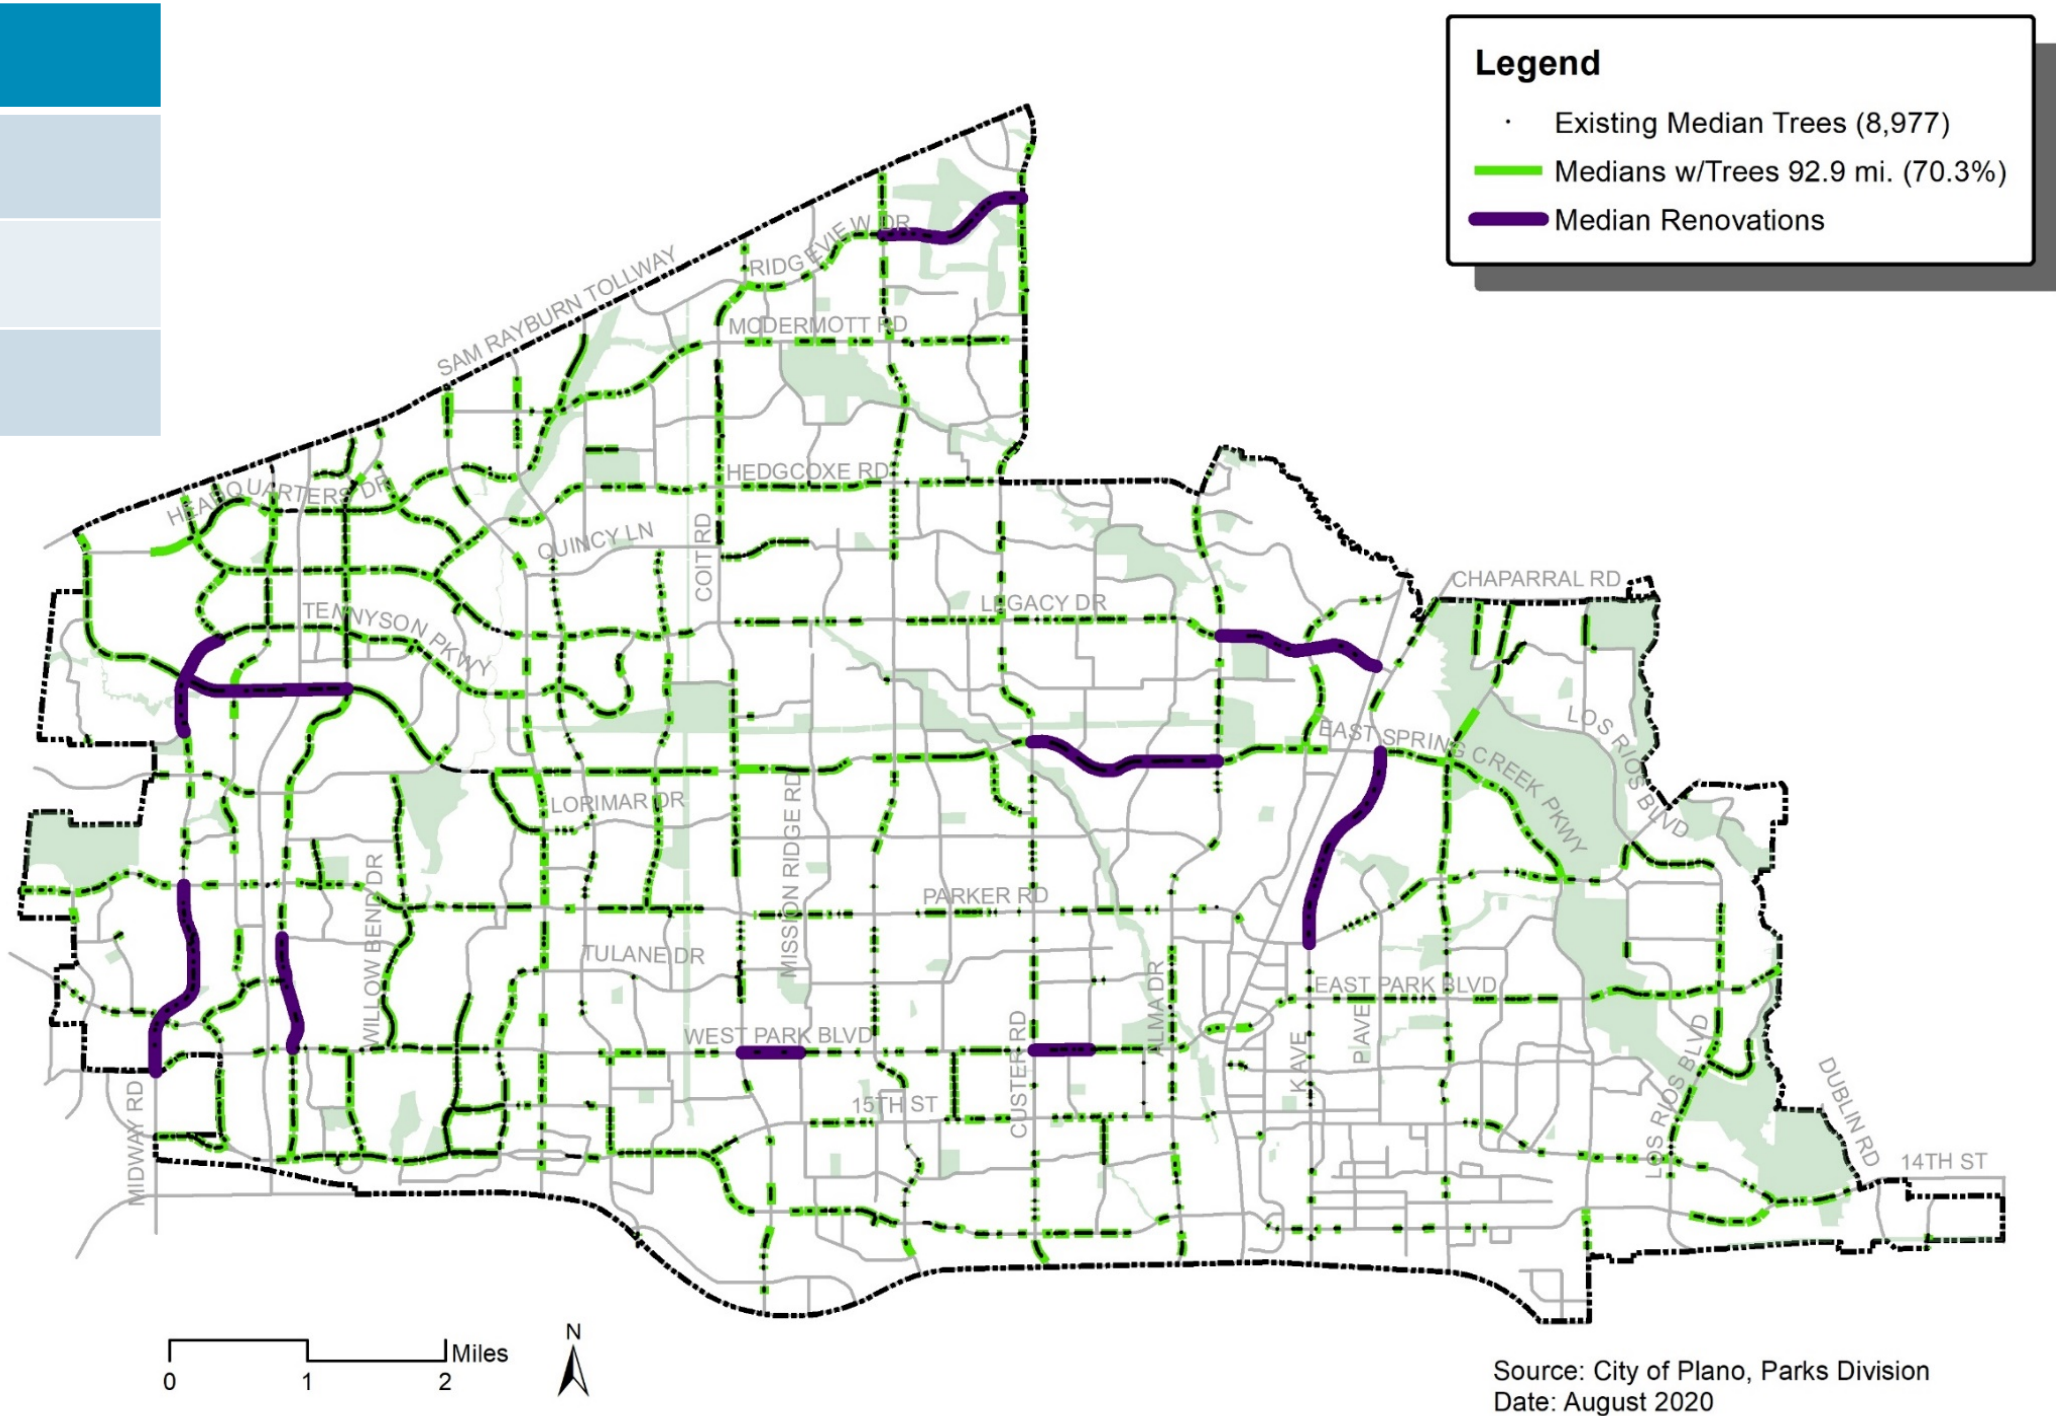 Legend
Existing Median Trees (8,977)
Medians w/Trees 92.9 mi. (70.3%)
Median Renovations
SAM RAYBURN TOLLWAY
RIDGEVIEW DR
MCDERMOTT RD
HEADQUARTERS DR
HEDGCOXE RD
QUINCY LN
COIT RD
CHAPARRAL RD
TENNYSON PKWY
LEGACY DR
LOS RIOS BLVD
EAST SPRING CREEK PKWY
LORIMAR DR
MISSION RIDGE RD
WILLOW BEND DR
PARKER RD
TULANE DR
ALMA DR
EAST PARK BLVD
WEST PARK BLVD
CUSTER RD
K AVE
P AVE
LOS RIOS BLVD
DUBLIN RD
MIDWAY RD
15TH ST
14TH ST
0 1 2 Miles
N
Source: City of Plano, Parks Division
Date: August 2020